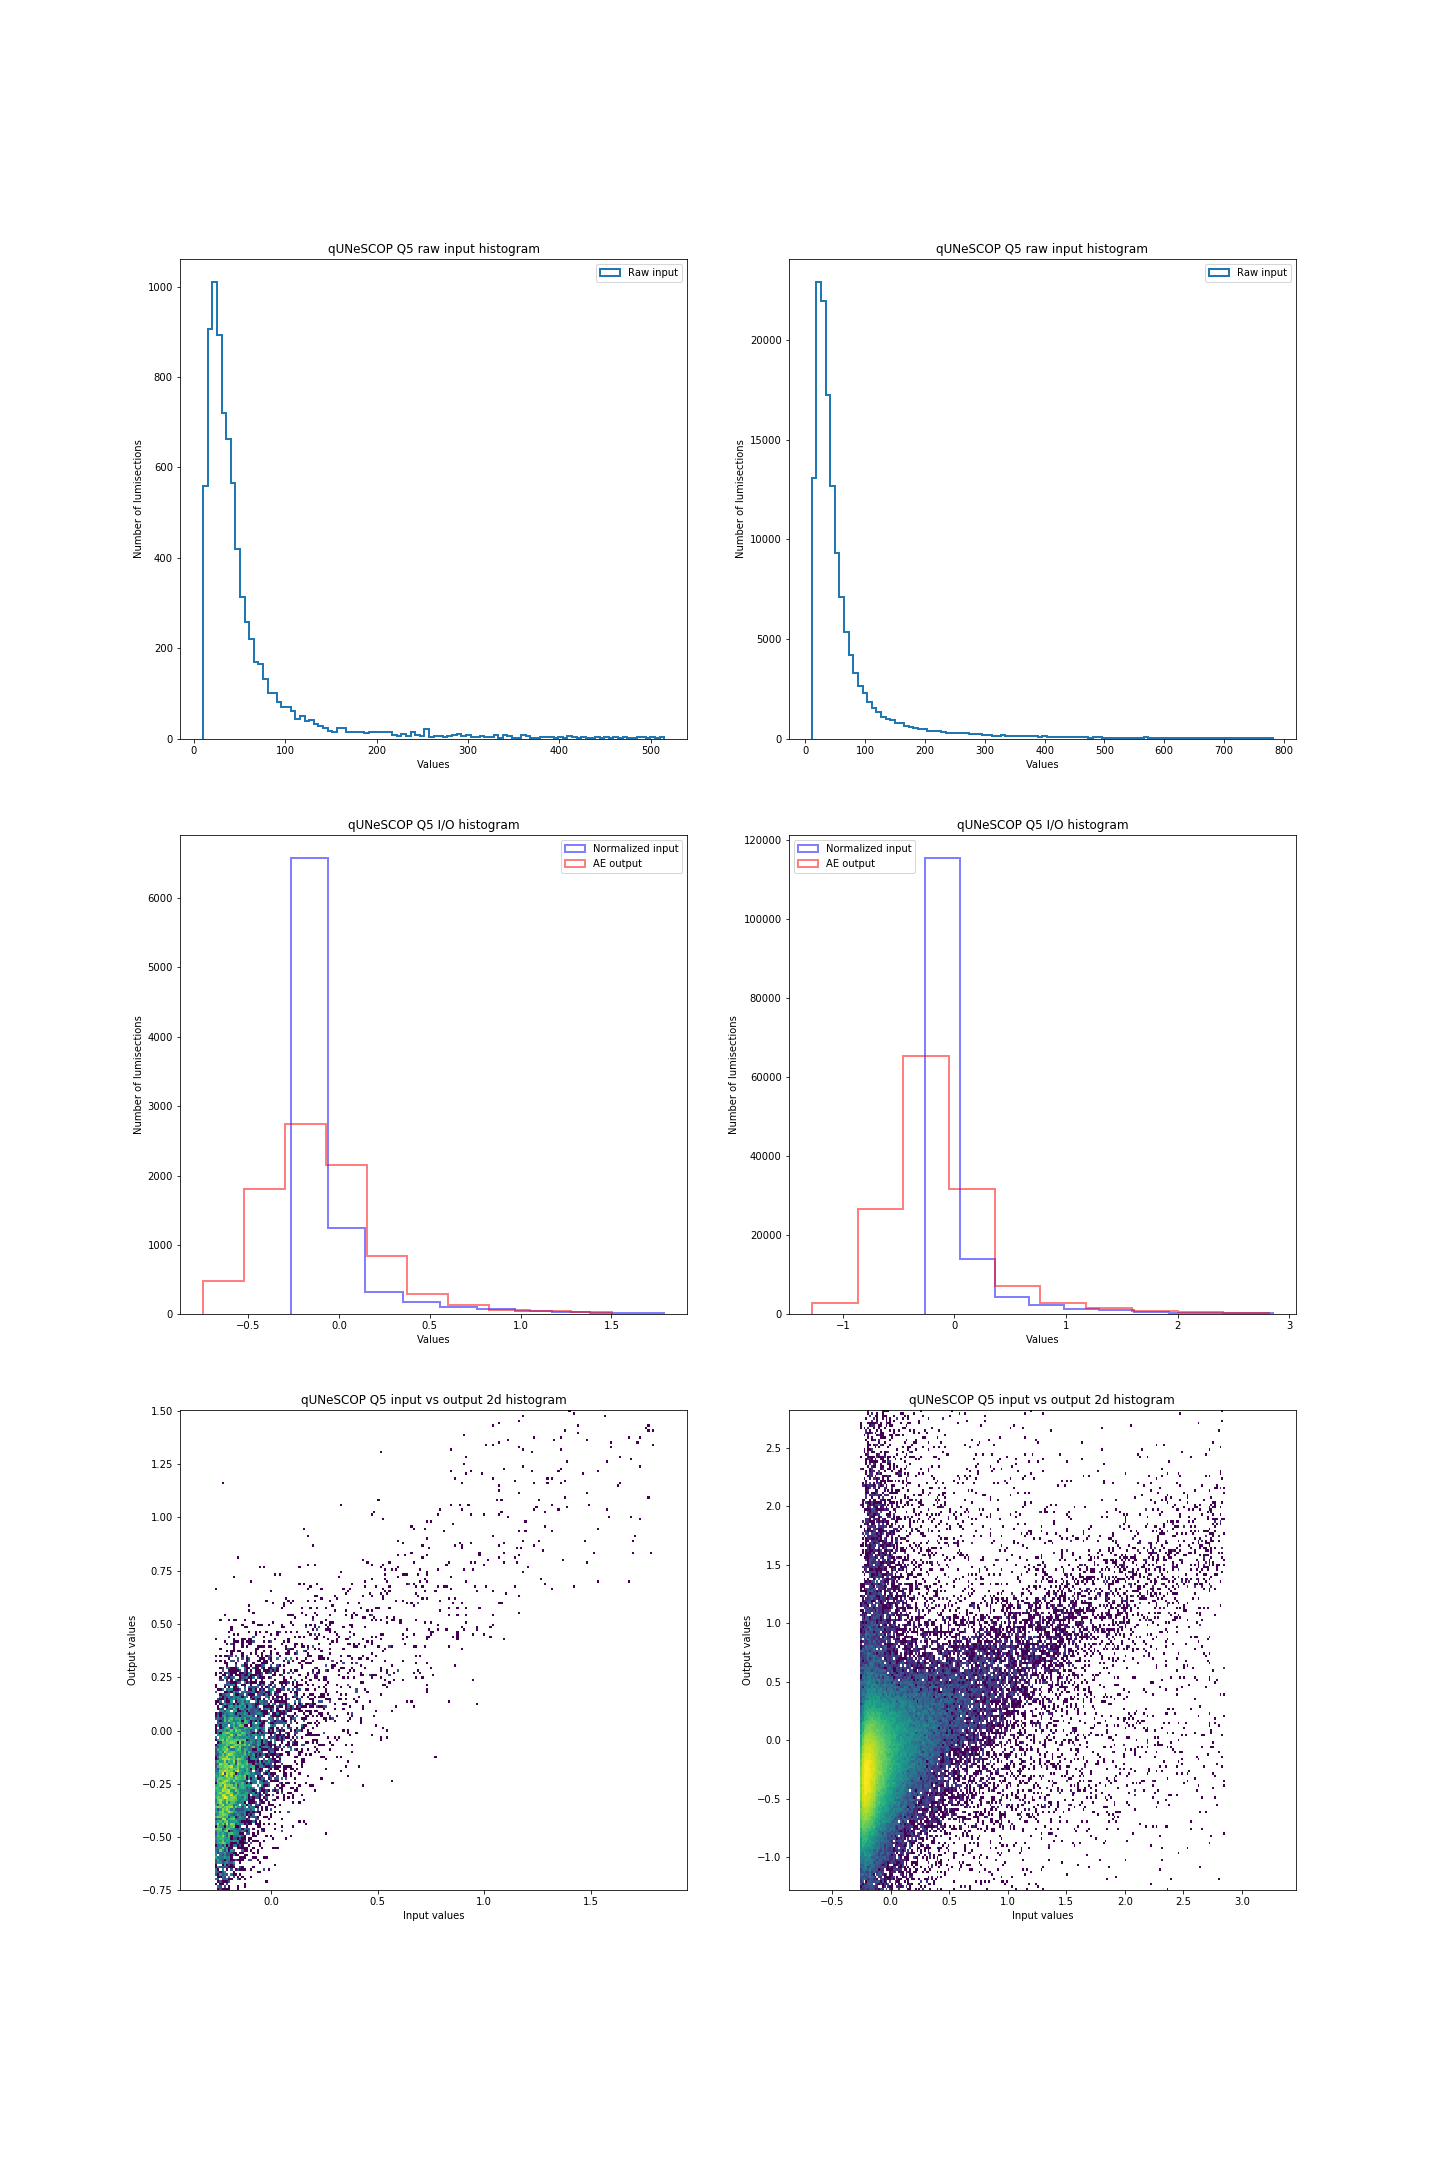 qUNeSCOP Q5 raw input histogram
Raw input
1000
800
600
400
200
0
Number of lumisections
0 100 200 300 400 500
Values
qUNeSCOP Q5 raw input histogram
Raw input
20000
15000
10000
5000
0
Number of lumisections
0 100 200 300 400 500 600 700 800
Values
qUNeSCOP Q5 I/O histogram
Normalized input
AE output
6000
5000
4000
3000
2000
1000
0
Number of lumisections
−0.5 0.0 0.5 1.0 1.5
Values
qUNeSCOP Q5 I/O histogram
Normalized input
AE output
120000
100000
80000
60000
40000
20000
0
Number of lumisections
−1 0 1 2 3
Values
qUNeSCOP Q5 input vs output 2d histogram
1.50
1.25
1.00
0.75
0.50
0.25
0.00
−0.25
−0.50
−0.75
Output values
0.0 0.5 1.0 1.5
Input values
qUNeSCOP Q5 input vs output 2d histogram
2.5
2.0
1.5
1.0
0.5
0.0
−0.5
−1.0
Output values
−0.5 0.0 0.5 1.0 1.5 2.0 2.5 3.0
Input values